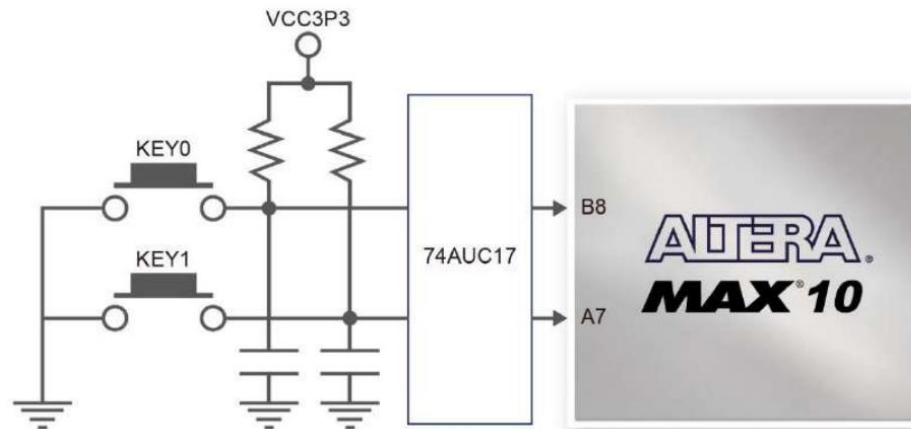 VCC3P3
KEY0
KEY1
74AUC17
B8
A7
ALTERA®
MAX® 10